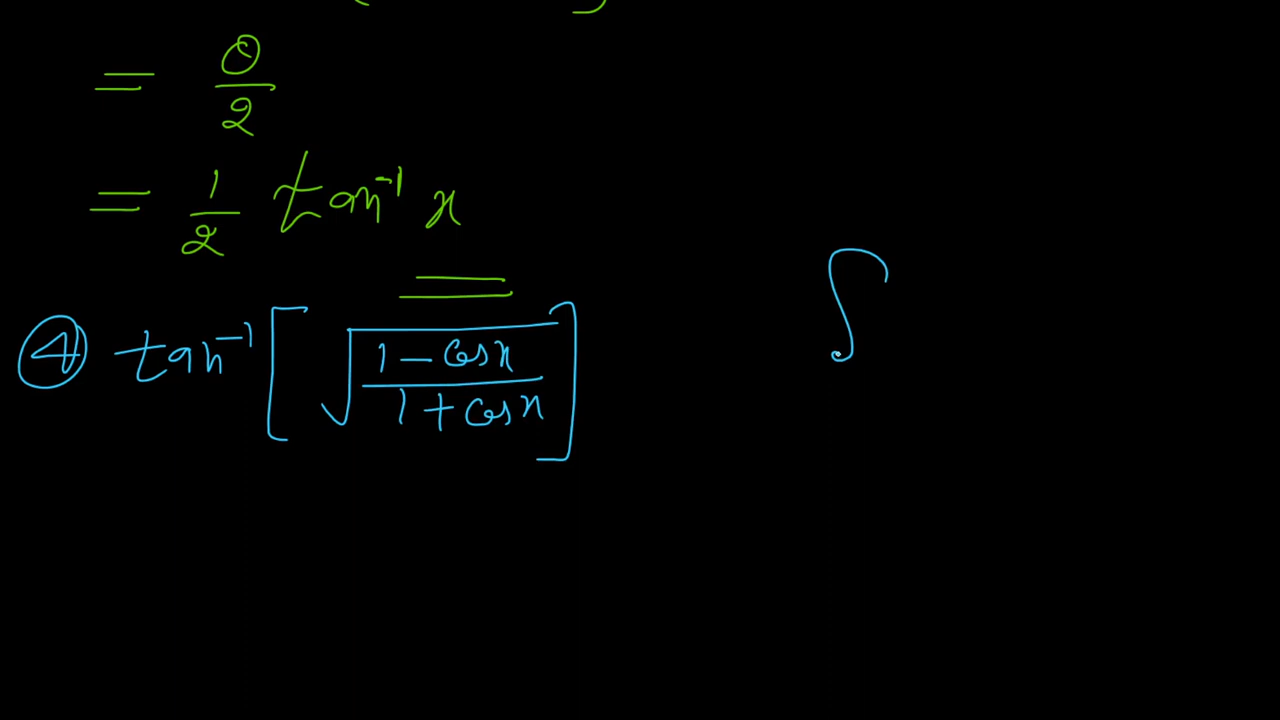 = θ/2
= 1/2 tan⁻¹ x
④ tan⁻¹ [ √((1 - cos x)/(1 + cos x)) ]
∫